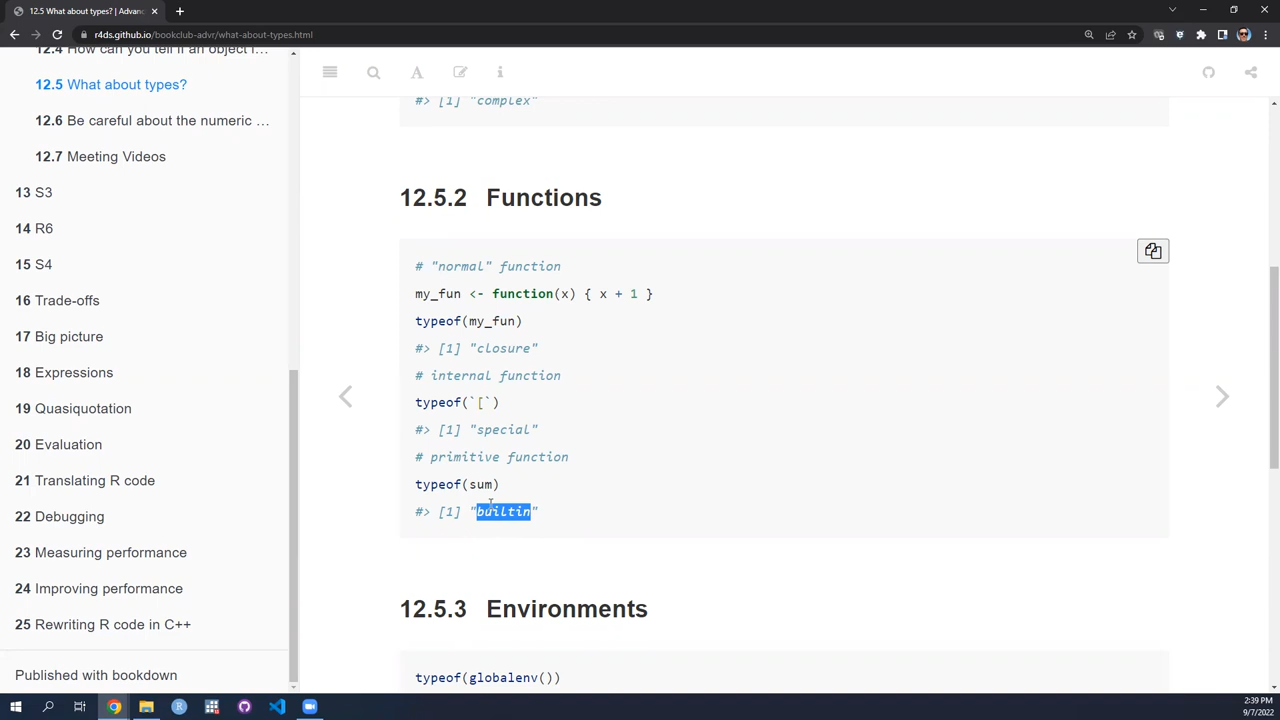 12.5 What about types? | Advanc
r4ds.github.io/bookclub-advr/what-about-types.html
12.4 How can you tell if an object i…
12.5 What about types?
12.6 Be careful about the numeric …
12.7 Meeting Videos
13 S3
14 R6
15 S4
16 Trade-offs
17 Big picture
18 Expressions
19 Quasiquotation
20 Evaluation
21 Translating R code
22 Debugging
23 Measuring performance
24 Improving performance
25 Rewriting R code in C++
Published with bookdown
#> [1] "complex"
12.5.2 Functions
# "normal" function
my_fun <- function(x) { x + 1 }
typeof(my_fun)
#> [1] "closure"
# internal function
typeof(`[`)
#> [1] "special"
# primitive function
typeof(sum)
#> [1] "builtin"
12.5.3 Environments
typeof(globalenv())
2:39 PM
9/7/2022